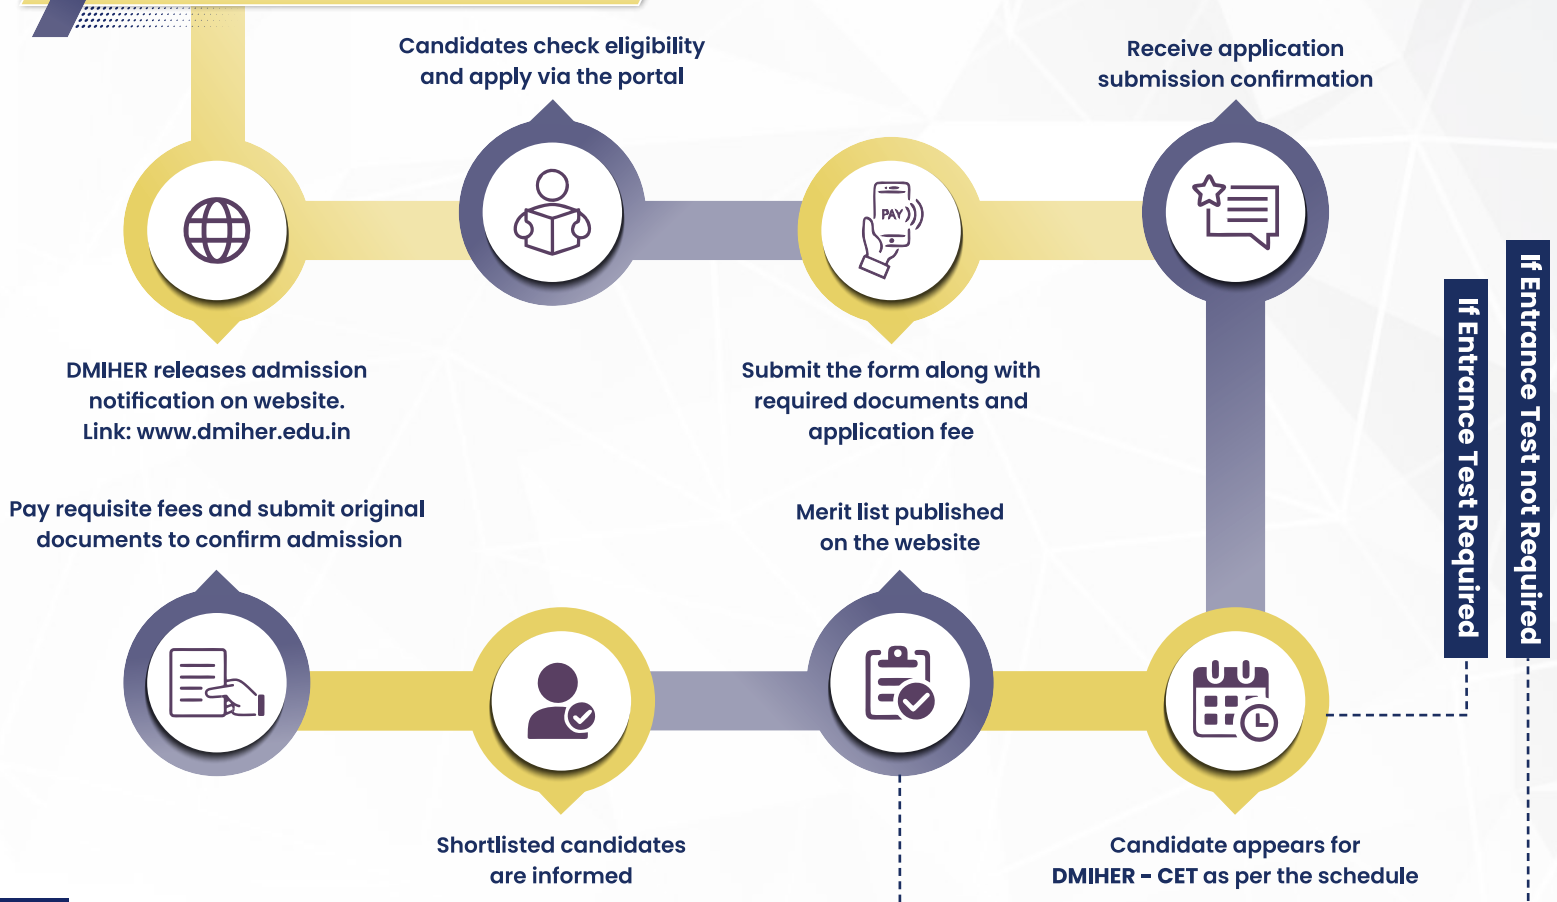 Candidates check eligibility
and apply via the portal
Receive application
submission confirmation
PAY
DMIHER releases admission
notification on website.
Link: www.dmiher.edu.in
Submit the form along with
required documents and
application fee
If Entrance Test Required
If Entrance Test not Required
Pay requisite fees and submit original
documents to confirm admission
Merit list published
on the website
Shortlisted candidates
are informed
Candidate appears for
DMIHER - CET as per the schedule